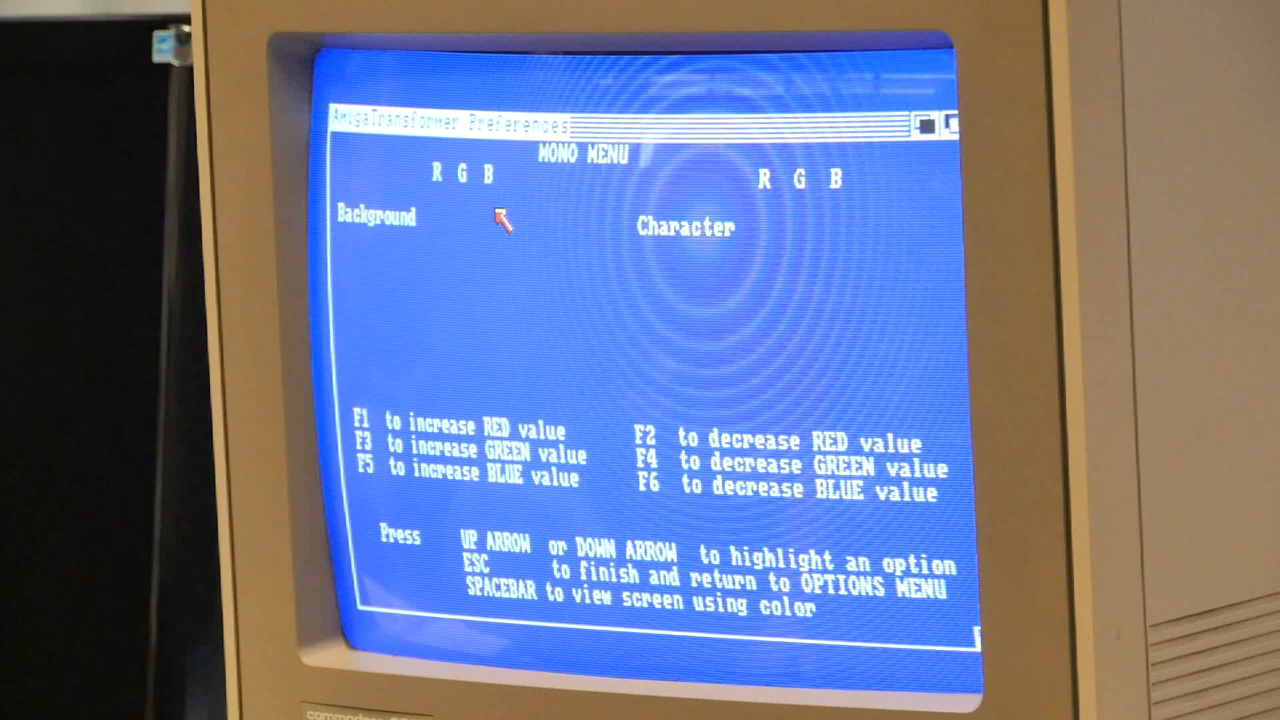 AmigaTransformer Preferences
MONO MENU
R G B R G B
Background Character
F1 to increase RED value F2 to decrease RED value
F3 to increase GREEN value F4 to decrease GREEN value
F5 to increase BLUE value F6 to decrease BLUE value
Press UP ARROW or DOWN ARROW to highlight an option
ESC to finish and return to OPTIONS MENU
SPACEBAR to view screen using color
commodore